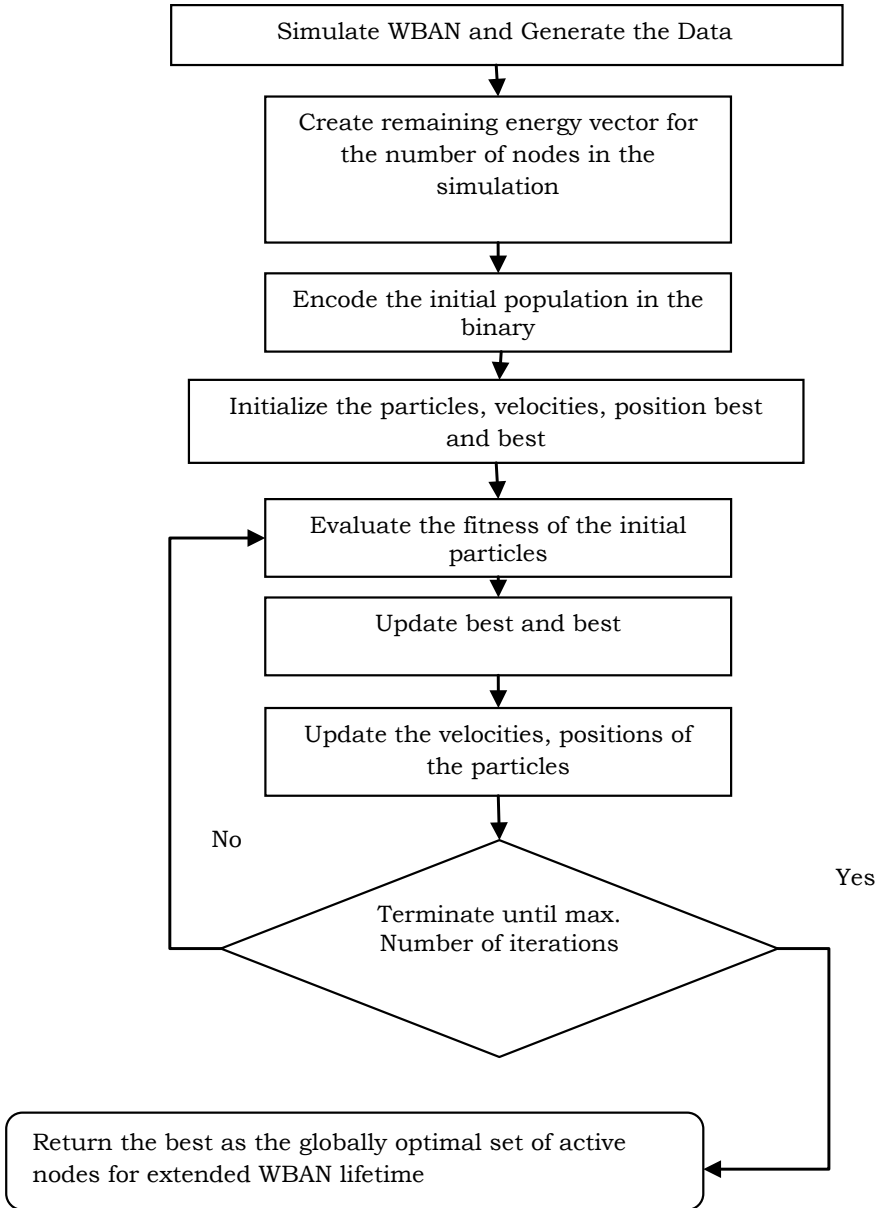 Simulate WBAN and Generate the Data
Create remaining energy vector for
the number of nodes in the
simulation
Encode the initial population in the
binary
Initialize the particles, velocities, position best
and best
Evaluate the fitness of the initial
particles
Update best and best
Update the velocities, positions of
the particles
No
Yes
Terminate until max.
Number of iterations
Return the best as the globally optimal set of active
nodes for extended WBAN lifetime